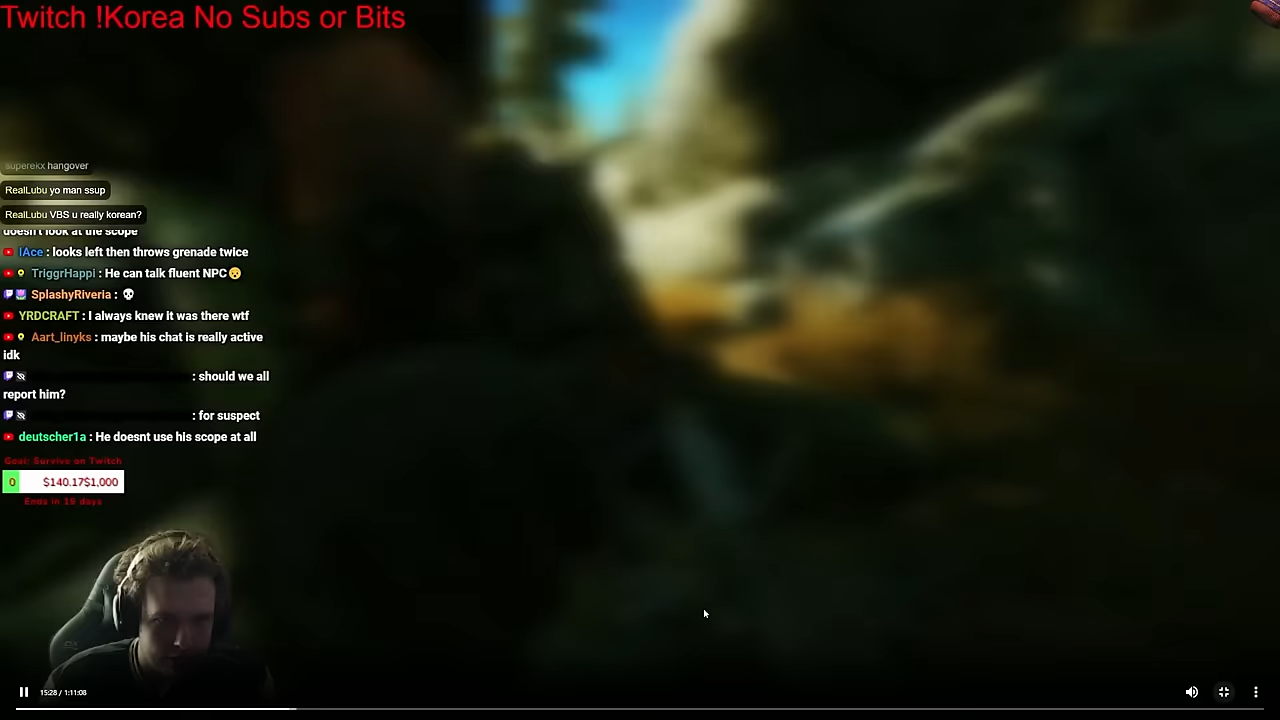 Twitch !Korea No Subs or Bits
superekx hangover
RealLubu yo man ssup
RealLubu VBS u really korean?
doesn't look at the scope
IAce : looks left then throws grenade twice
TriggrHappi : He can talk fluent NPC😮
SplashyRiveria : 💀
YRDCRAFT : I always knew it was there wtf
Aart_linyks : maybe his chat is really active
idk
: should we all
report him?
: for suspect
deutscher1a : He doesnt use his scope at all
Goal: Survive on Twitch
0 $140.17$1,000
Ends in 19 days
15:28 / 1:11:08